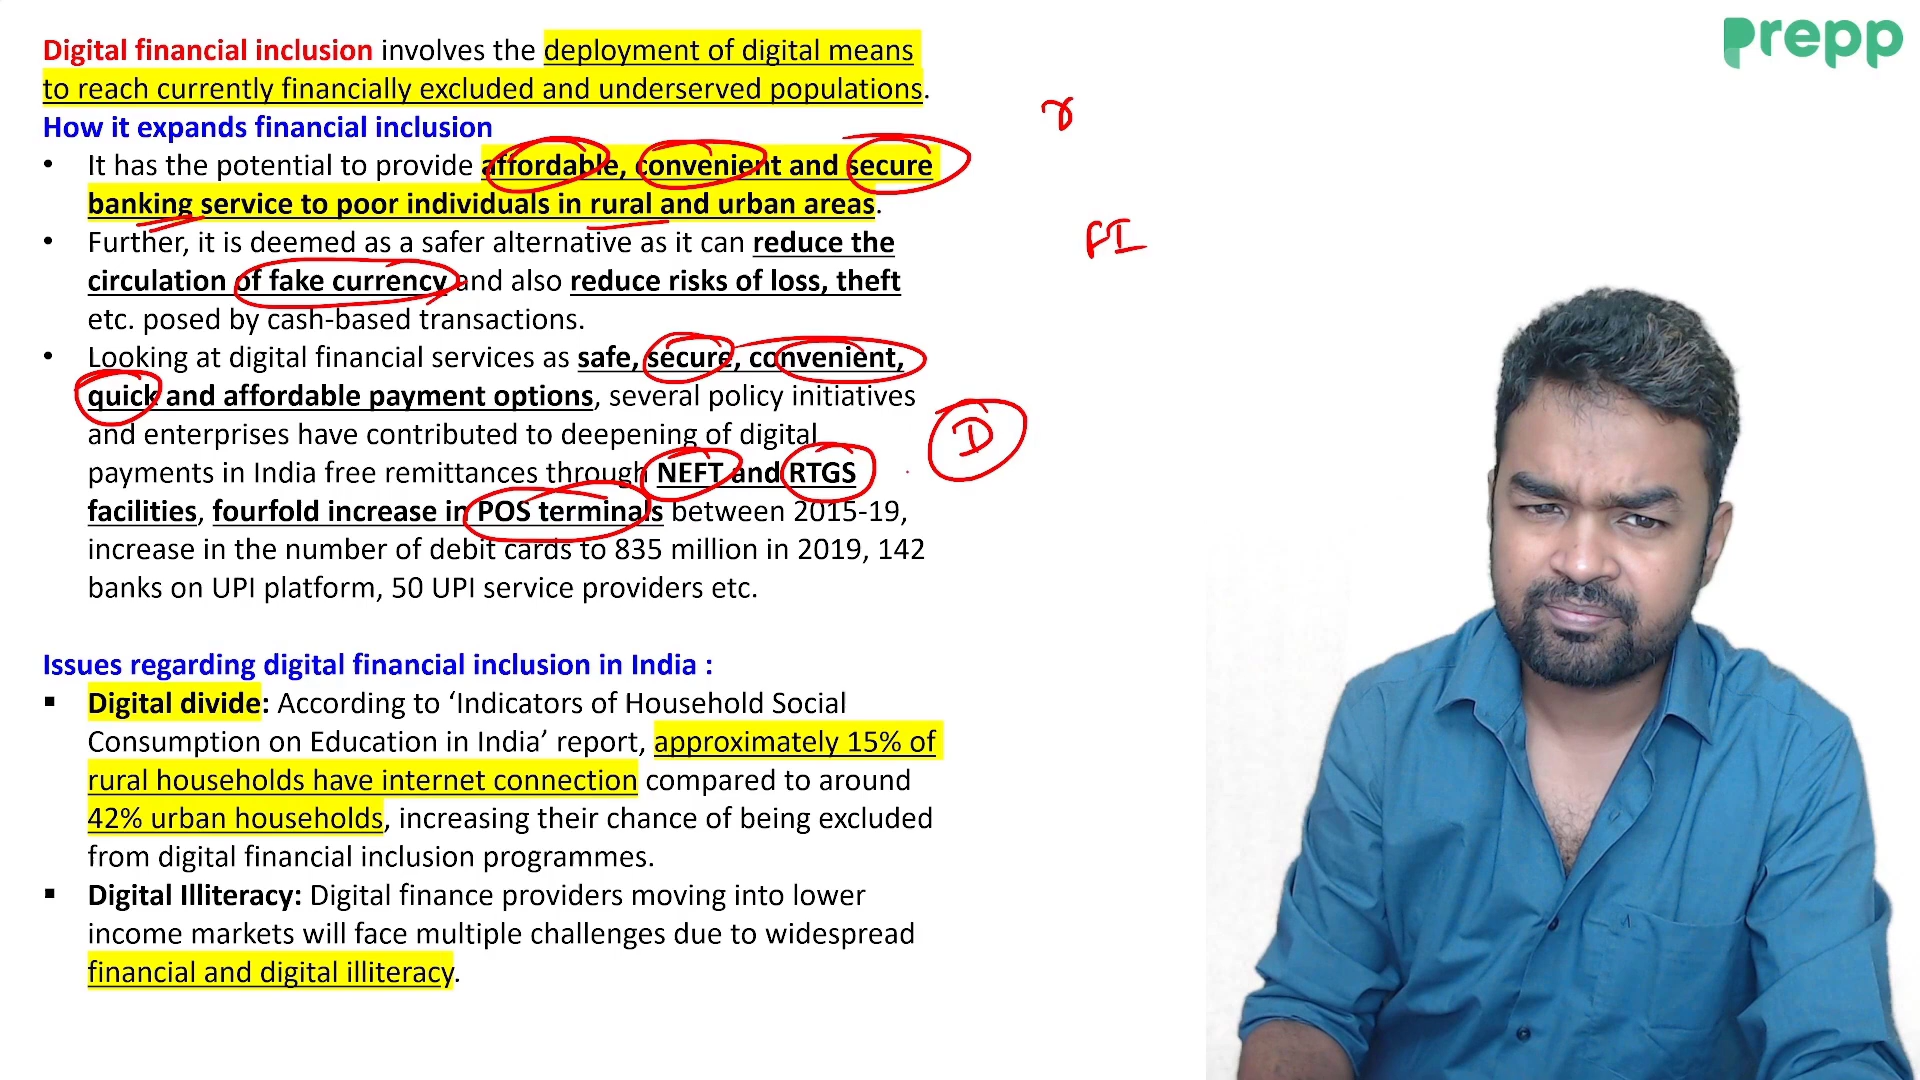 Digital financial inclusion involves the deployment of digital means
to reach currently financially excluded and underserved populations.
How it expands financial inclusion
• It has the potential to provide affordable, convenient and secure
banking service to poor individuals in rural and urban areas.
• Further, it is deemed as a safer alternative as it can reduce the
circulation of fake currency and also reduce risks of loss, theft
etc. posed by cash-based transactions.
• Looking at digital financial services as safe, secure, convenient,
quick and affordable payment options, several policy initiatives
and enterprises have contributed to deepening of digital
payments in India free remittances through NEFT and RTGS
facilities, fourfold increase in POS terminals between 2015-19,
increase in the number of debit cards to 835 million in 2019, 142
banks on UPI platform, 50 UPI service providers etc.
Issues regarding digital financial inclusion in India :
▪ Digital divide: According to ‘Indicators of Household Social
Consumption on Education in India’ report, approximately 15% of
rural households have internet connection compared to around
42% urban households, increasing their chance of being excluded
from digital financial inclusion programmes.
▪ Digital Illiteracy: Digital finance providers moving into lower
income markets will face multiple challenges due to widespread
financial and digital illiteracy.
prepp
FI
D